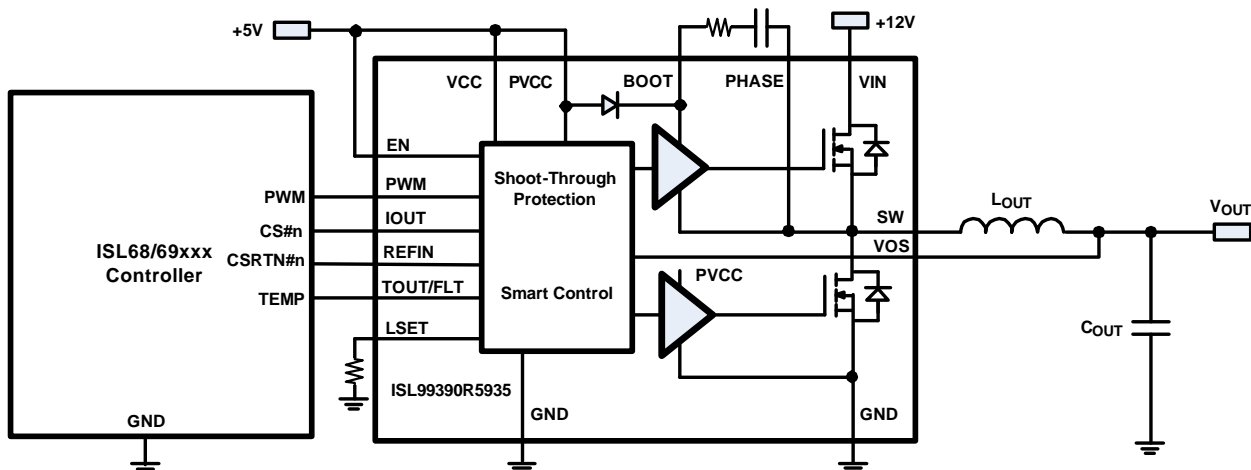 +5V
+12V
VCC
PVCC
BOOT
PHASE
VIN
EN
PWM
PWM
IOUT
CS#n
REFIN
CSRTN#n
TOUT/FLT
TEMP
LSET
ISL68/69xxx
Controller
GND
Shoot-Through
Protection
Smart Control
ISL99390R5935
GND
PVCC
SW
VOS
GND
LOUT
VOUT
COUT